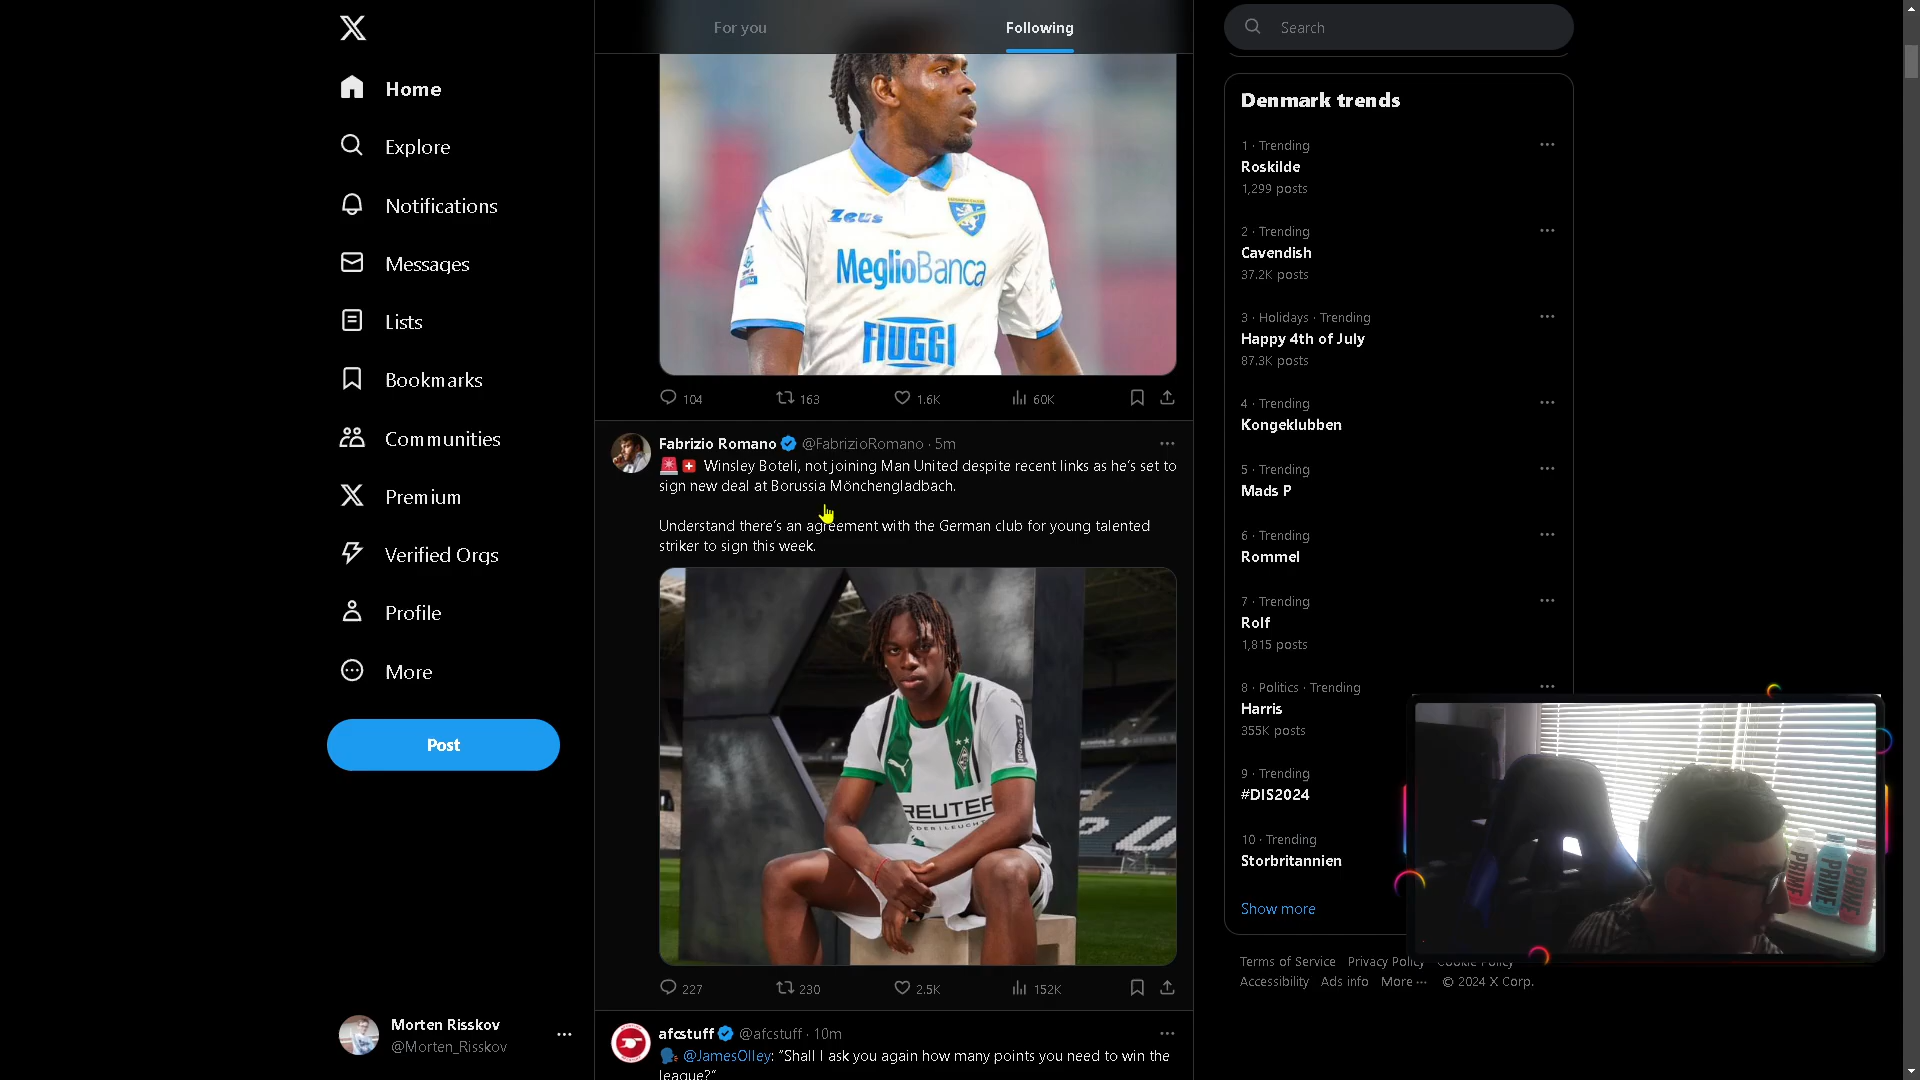 Home
Explore
Notifications
Messages
Lists
Bookmarks
Communities
Premium
Verified Orgs
Profile
More
Post
Morten Risskov
@Morten_Risskov
For you
Following
Zeus
MeglioBanca
FIUGGI
104
163
1.6K
60K
Fabrizio Romano @FabrizioRomano · 5m
Winsley Boteli, not joining Man United despite recent links as he’s set to
sign new deal at Borussia Mönchengladbach.
Understand there’s an agreement with the German club for young talented
striker to sign this week.
REUTER
227
230
2.5K
152K
afcstuff @afcstuff · 10m
@JamesOlley: “Shall I ask you again how many points you need to win the
league?”
Search
Denmark trends
1 · Trending
Roskilde
1,299 posts
2 · Trending
Cavendish
37.2K posts
3 · Holidays · Trending
Happy 4th of July
87.3K posts
4 · Trending
Kongeklubben
5 · Trending
Mads P
6 · Trending
Rommel
7 · Trending
Rolf
1,815 posts
8 · Politics · Trending
Harris
355K posts
9 · Trending
#DIS2024
10 · Trending
Storbritannien
Show more
PRIME
PRIME
PRIME
Terms of Service Privacy Policy Cookie Policy
Accessibility Ads info More ··· © 2024 X Corp.